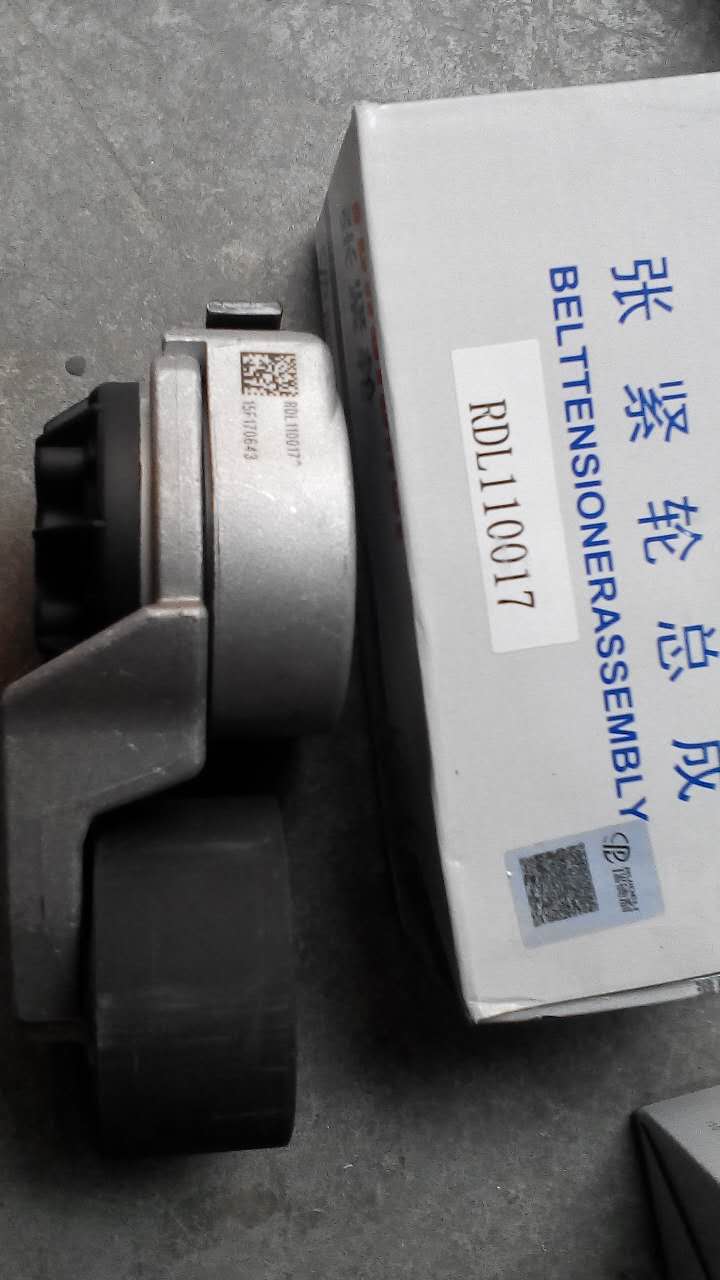 张紧轮总成
BELTTENSIONERASSEMBLY
RDL110017
RDL110017
15F170643